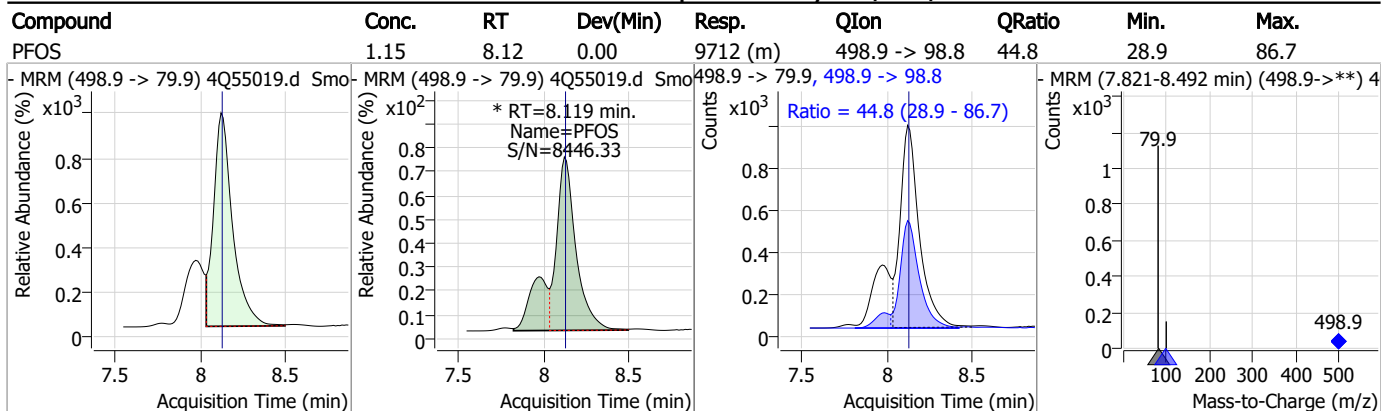 Compound Conc. RT Dev(Min) Resp. QIon QRatio Min. Max.
PFOS 1.15 8.12 0.00 9712 (m) 498.9 -> 98.8 44.8 28.9 86.7
- MRM (498.9 -> 79.9) 4Q55019.d Smo
Relative Abundance (%)
x10³
0.8
0.6
0.4
0.2
0
7.5 8 8.5
Acquisition Time (min)
- MRM (498.9 -> 79.9) 4Q55019.d Smo
Relative Abundance (%)
x10²
* RT=8.119 min.
Name=PFOS
S/N=8446.33
0.8
0.7
0.6
0.5
0.4
0.3
0.2
0.1
0
7.5 8 8.5
Acquisition Time (min)
498.9 -> 79.9, 498.9 -> 98.8
Counts
x10³
Ratio = 44.8 (28.9 - 86.7)
0.8
0.6
0.4
0.2
0
7.5 8 8.5
Acquisition Time (min)
- MRM (7.821-8.492 min) (498.9->**) 4
Counts
x10³
79.9
1
0.8
0.6
0.4
0.2
0
498.9
100 200 300 400 500
Mass-to-Charge (m/z)